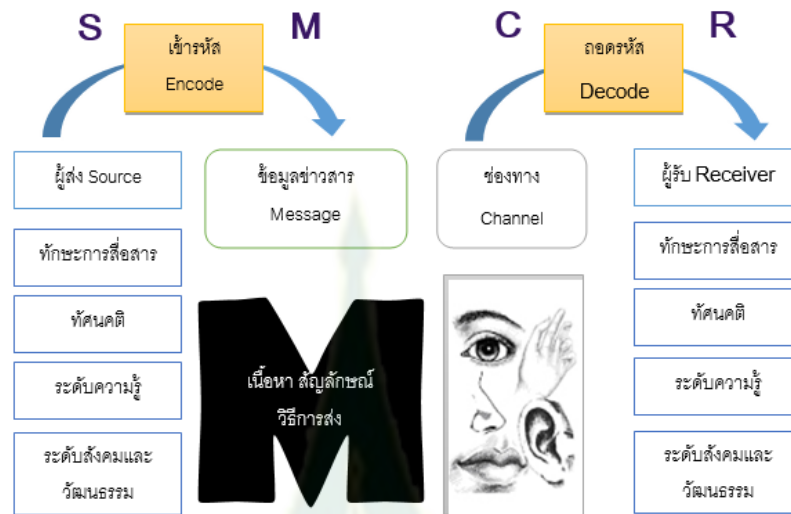 S
M
C
R
เข้ารหัส
Encode
ถอดรหัส
Decode
ผู้ส่ง Source
ข้อมูลข่าวสาร
Message
ช่องทาง
Channel
ผู้รับ Receiver
ทักษะการสื่อสาร
ทัศนคติ
ระดับความรู้
ระดับสังคมและ
วัฒนธรรม
เนื้อหา สัญลักษณ์
วิธีการส่ง
ทักษะการสื่อสาร
ทัศนคติ
ระดับความรู้
ระดับสังคมและ
วัฒนธรรม